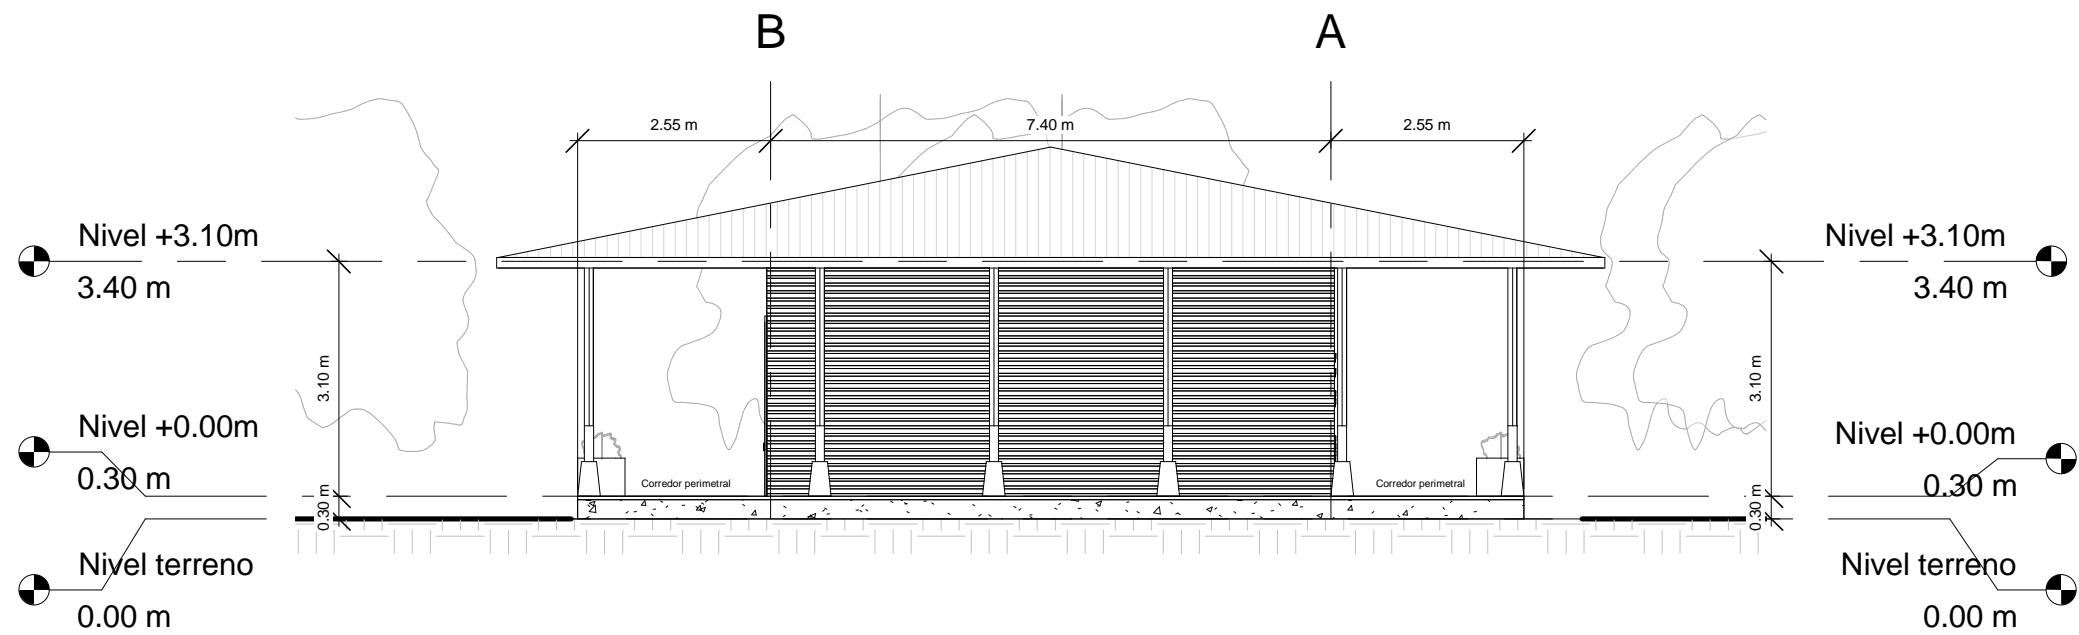 B
A
2.55 m
7.40 m
2.55 m
Nivel +3.10m
3.40 m
Nivel +3.10m
3.40 m
3.10 m
3.10 m
Nivel +0.00m
0.30 m
Nivel +0.00m
0.30 m
Corredor perimetral
Corredor perimetral
0.30 m
0.30 m
Nivel terreno
0.00 m
Nivel terreno
0.00 m